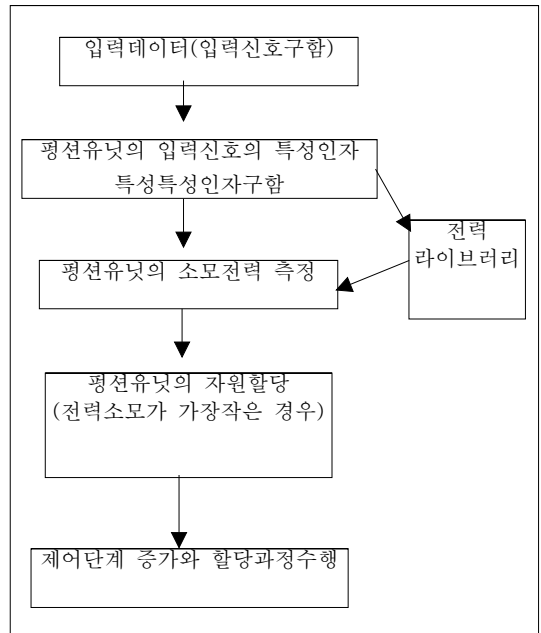 입력데이터(입력신호구함)
펑션유닛의 입력신호의 특성인자
특성특성인자구함
전력
라이브러리
펑션유닛의 소모전력 측정
펑션유닛의 자원할당
(전력소모가 가장작은 경우)
제어단계 증가와 할당과정수행